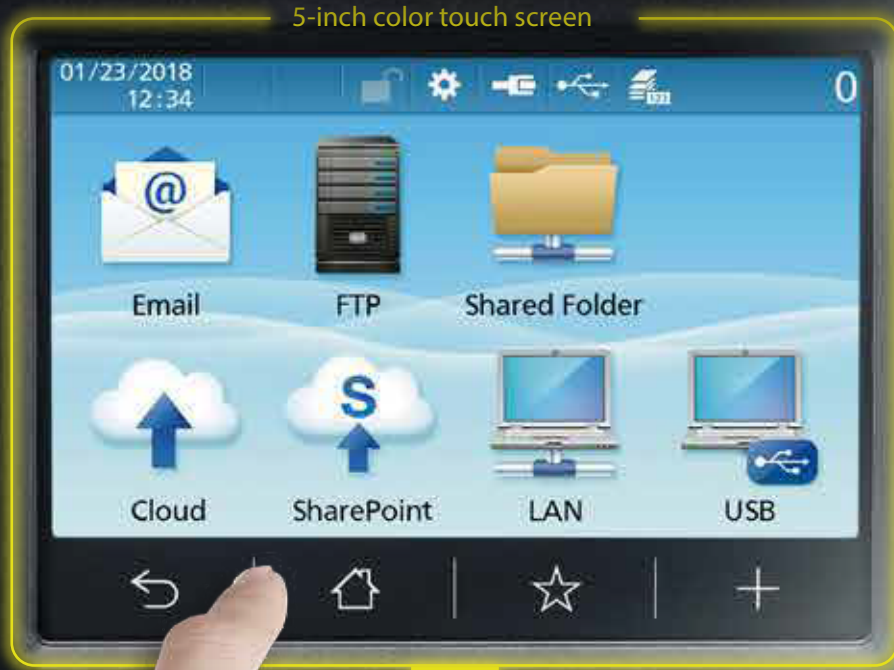 5-inch color touch screen
01/23/2018
12:34
123
0
@
Email
FTP
Shared Folder
S
Cloud
SharePoint
LAN
USB